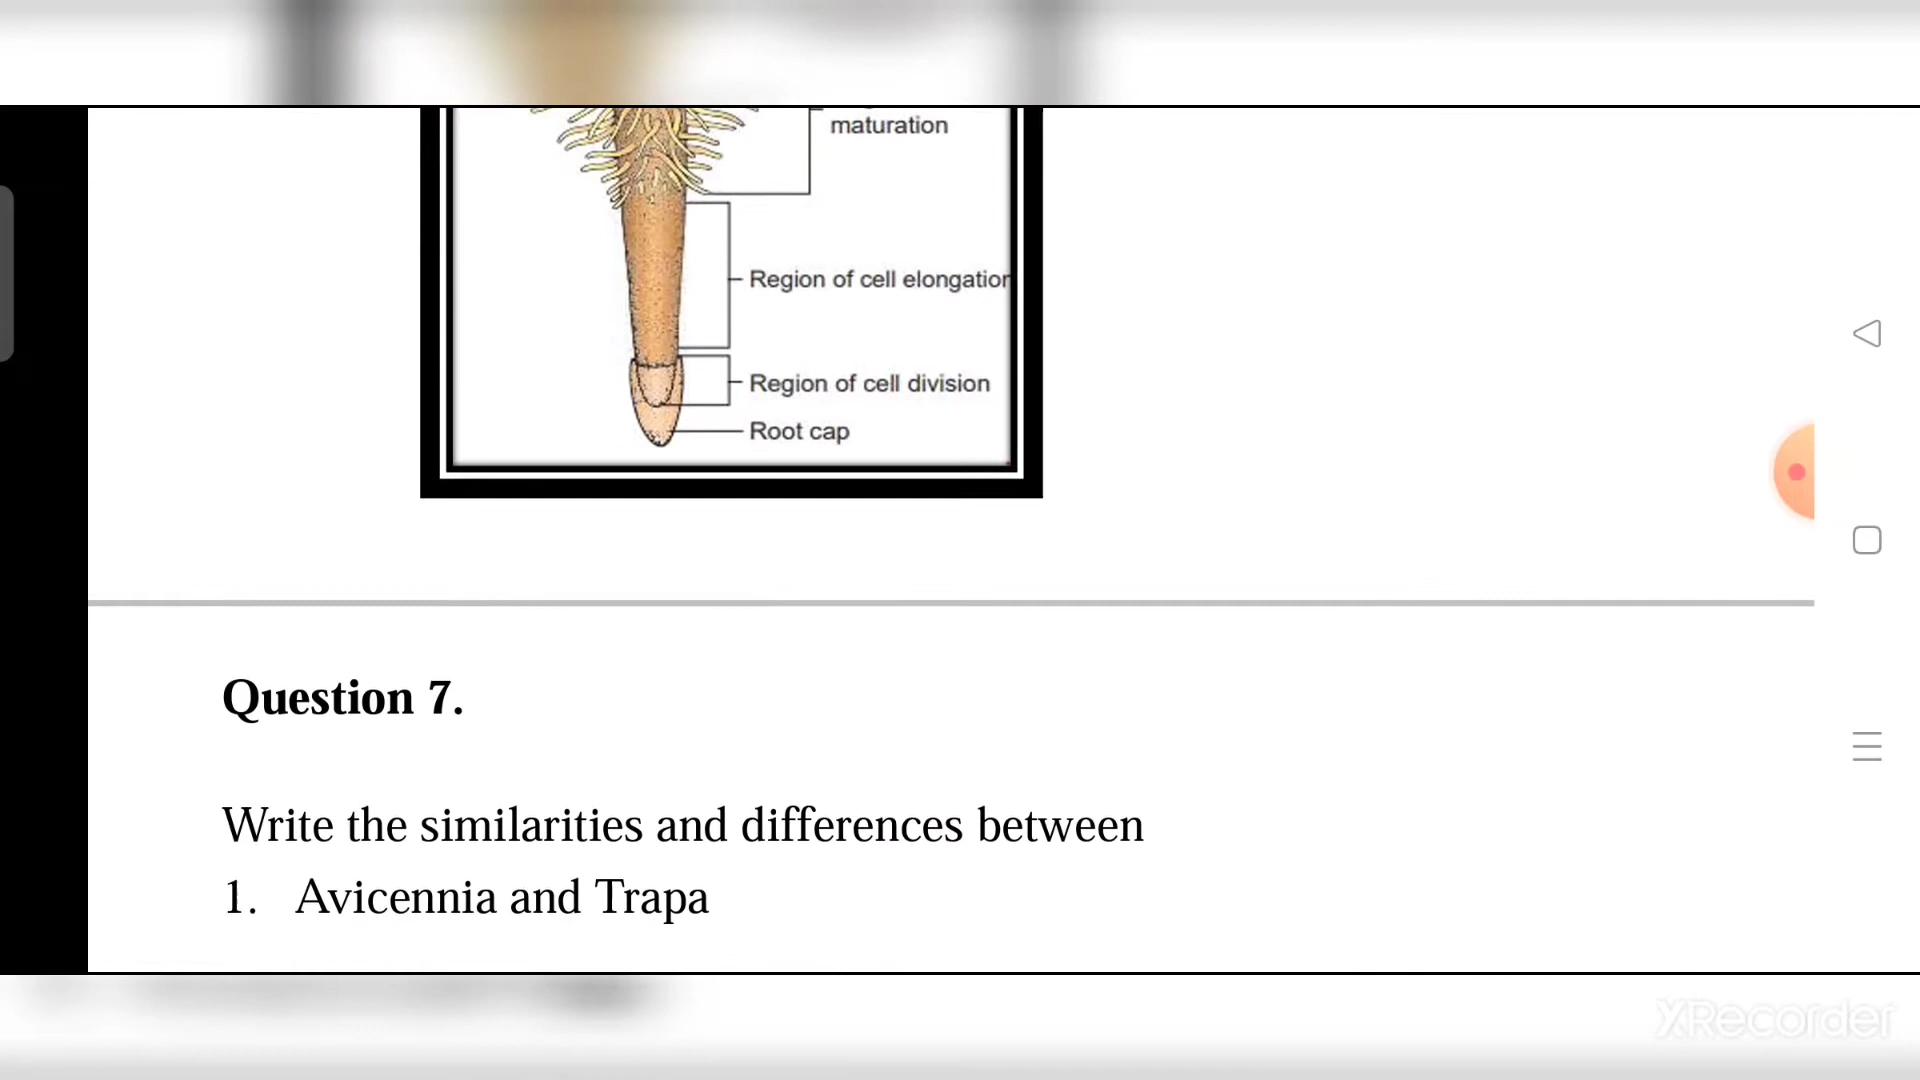 maturation
Region of cell elongation
Region of cell division
Root cap
Question 7.
Write the similarities and differences between
1. Avicennia and Trapa
XRecorder